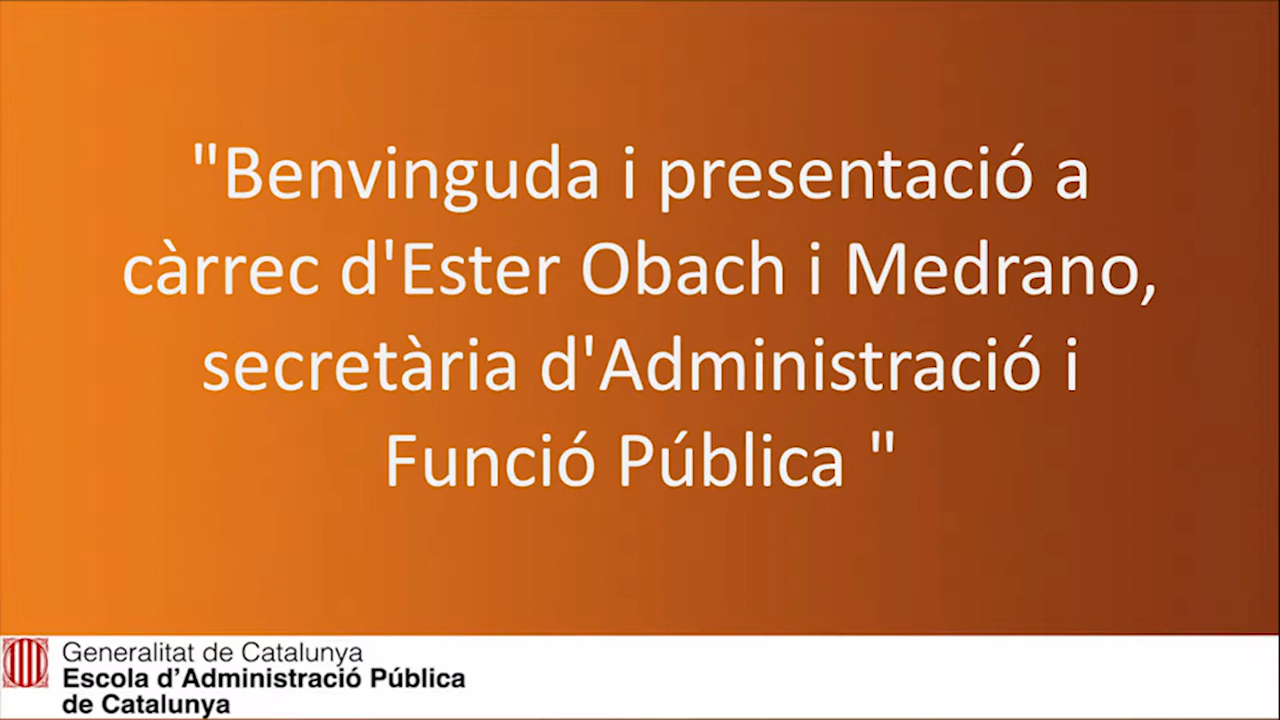 "Benvinguda i presentació a
càrrec d'Ester Obach i Medrano,
secretària d'Administració i
Funció Pública "
Generalitat de Catalunya
Escola d’Administració Pública
de Catalunya